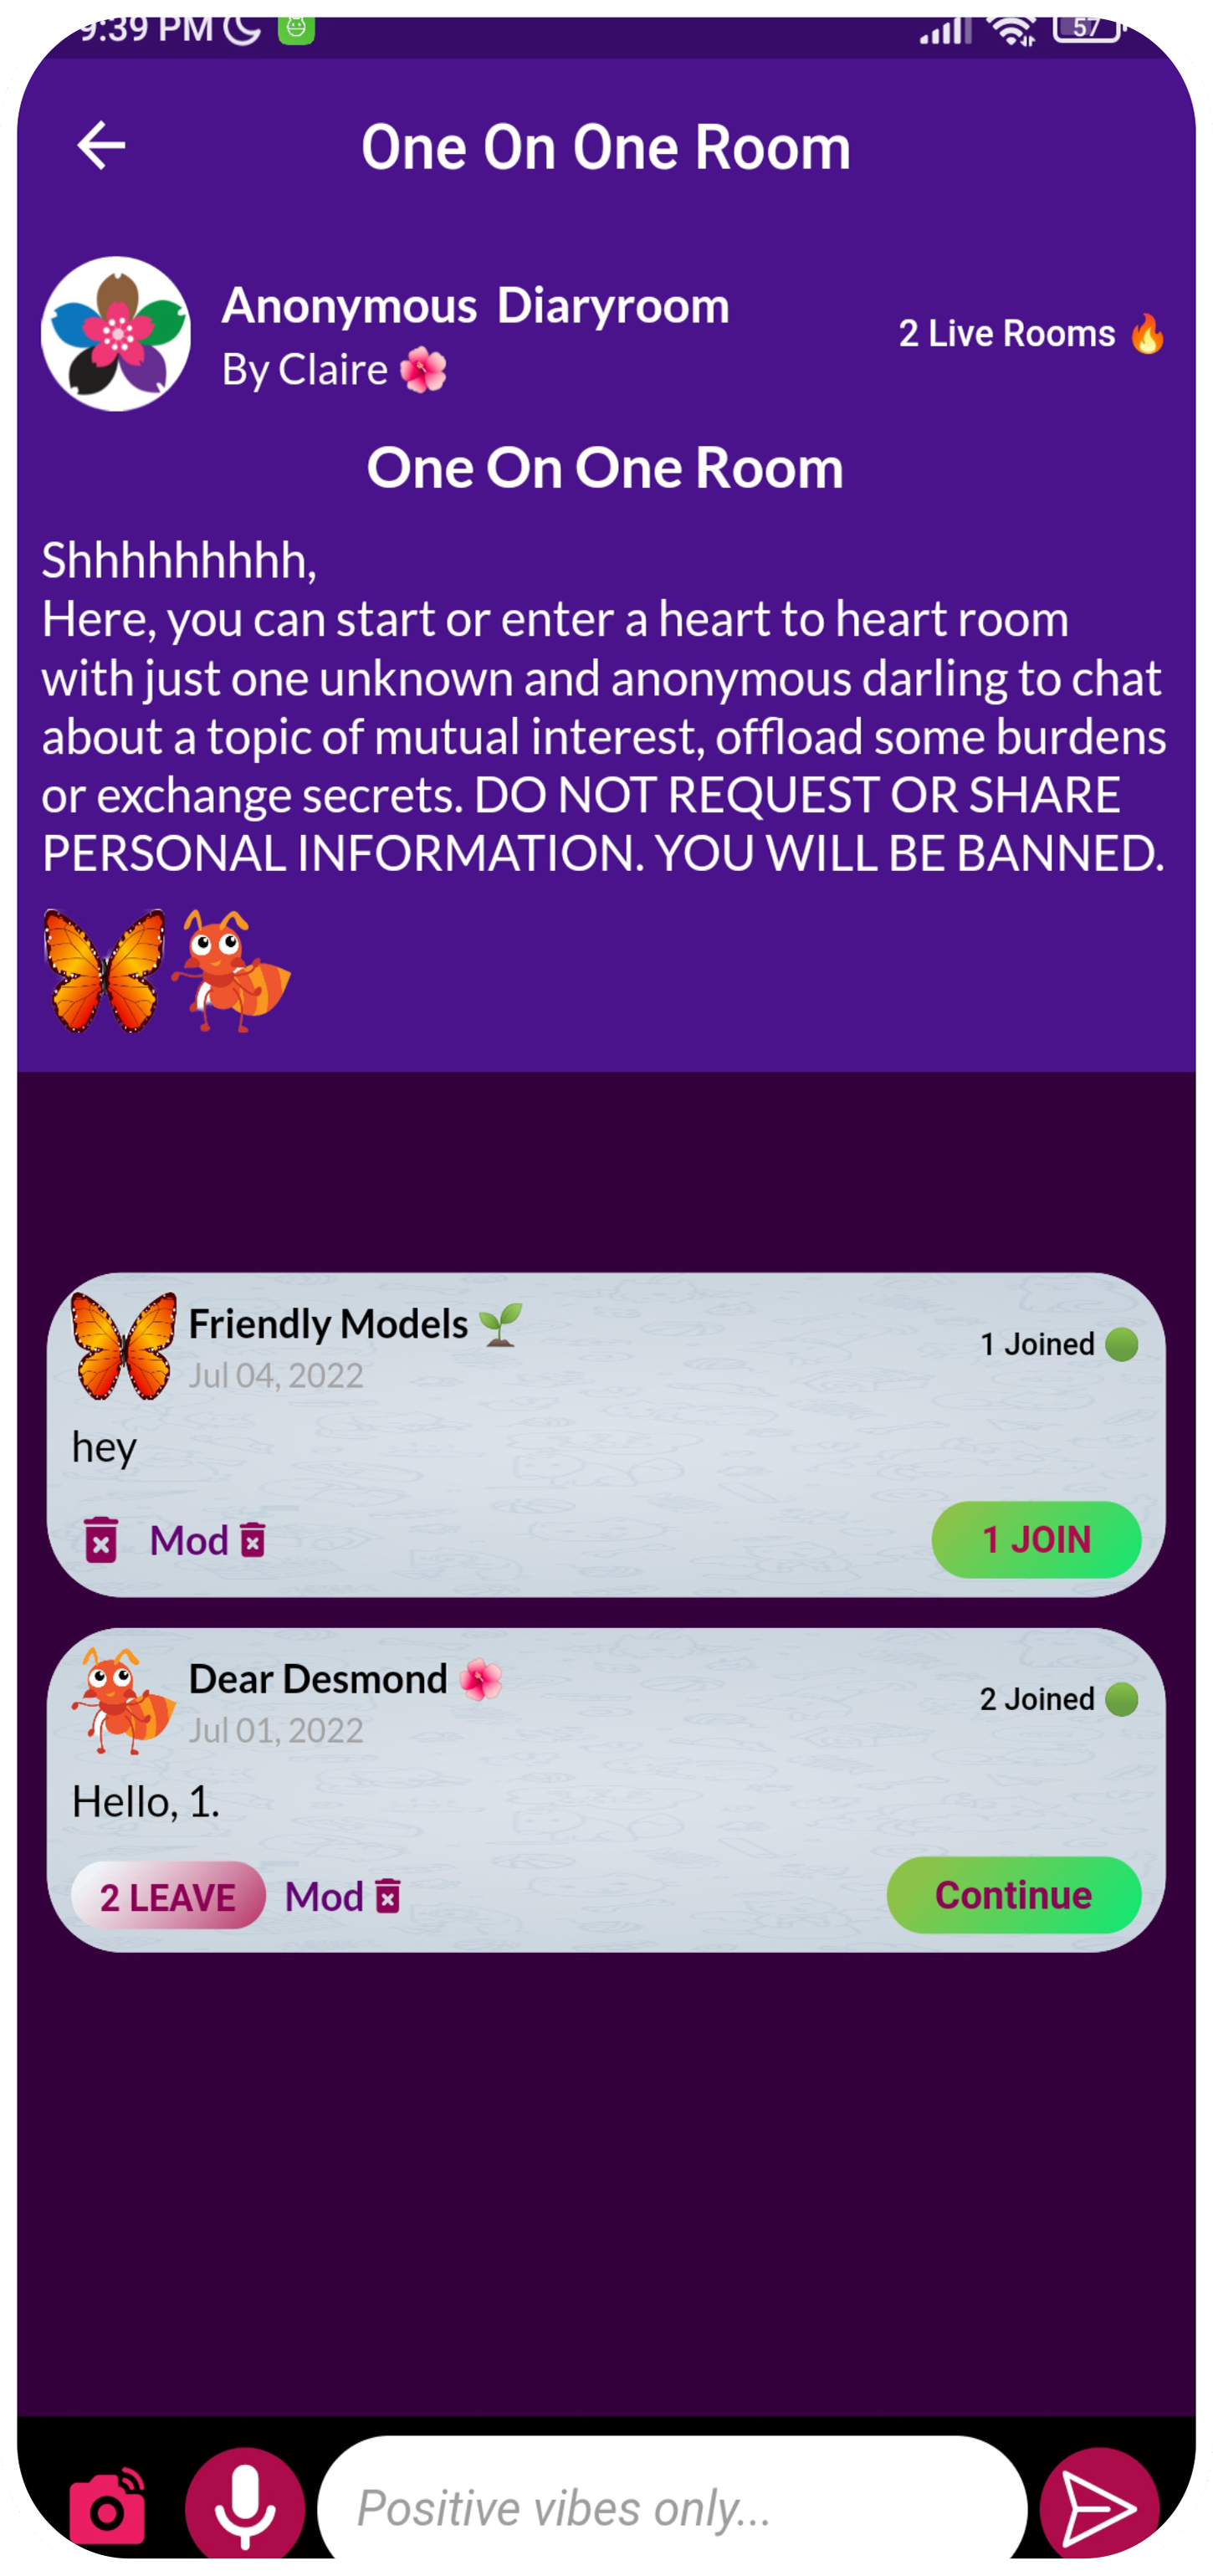 9:39 PM
57
One On One Room
Anonymous Diaryroom
By Claire
2 Live Rooms
One On One Room
Shhhhhhhhh,
Here, you can start or enter a heart to heart room
with just one unknown and anonymous darling to chat
about a topic of mutual interest, offload some burdens
or exchange secrets. DO NOT REQUEST OR SHARE
PERSONAL INFORMATION. YOU WILL BE BANNED.
Friendly Models
Jul 04, 2022
1 Joined
hey
Mod
1 JOIN
Dear Desmond
Jul 01, 2022
2 Joined
Hello, 1.
2 LEAVE
Mod
Continue
Positive vibes only...